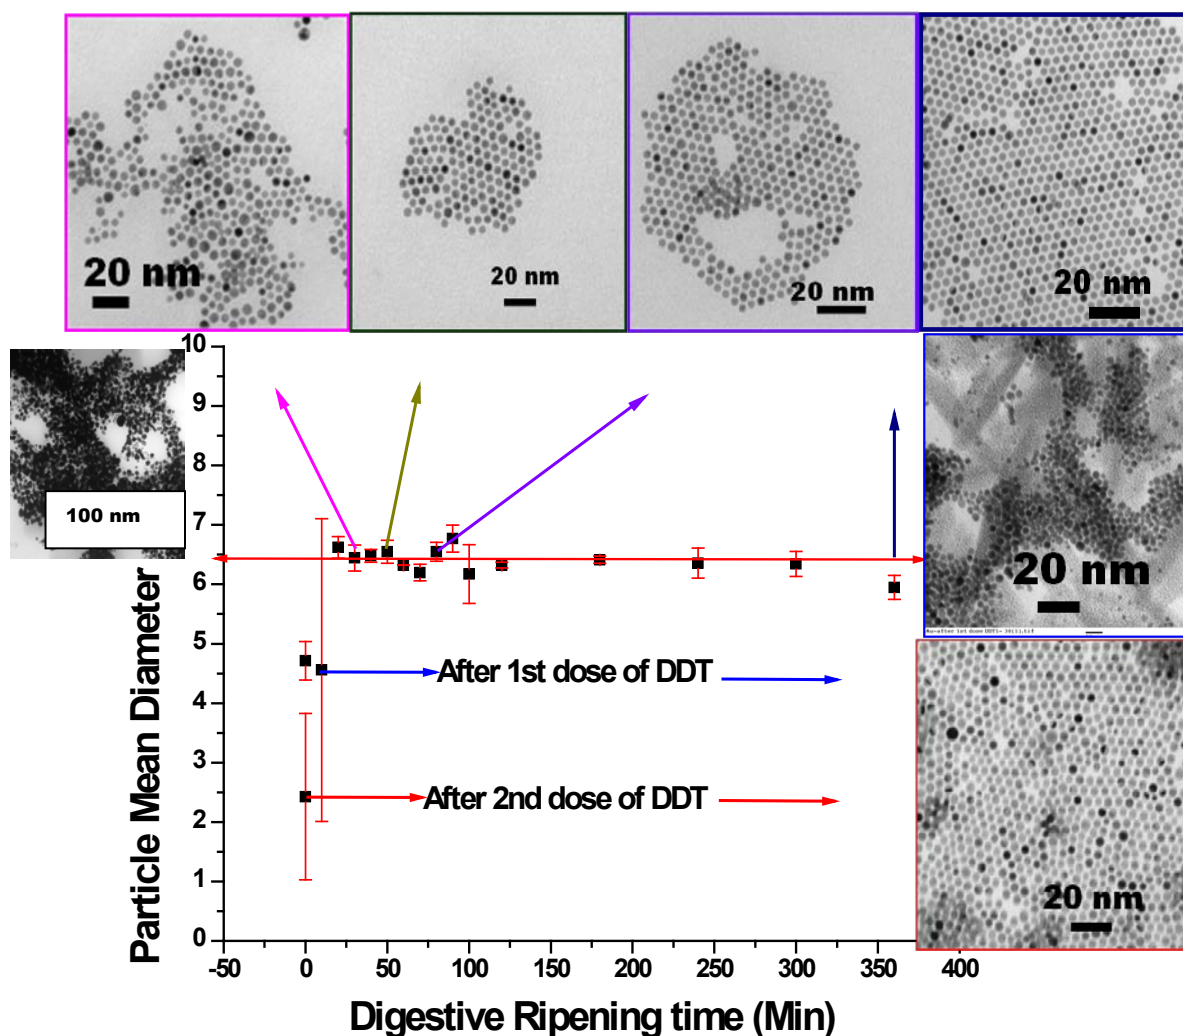 20 nm
20 nm
20 nm
20 nm
100 nm
20 nm
20 nm
10
9
8
7
6
5
4
3
2
1
0
Particle Mean Diameter
After 1st dose of DDT
After 2nd dose of DDT
-50 0 50 100 150 200 250 300 350 400
Digestive Ripening time (Min)